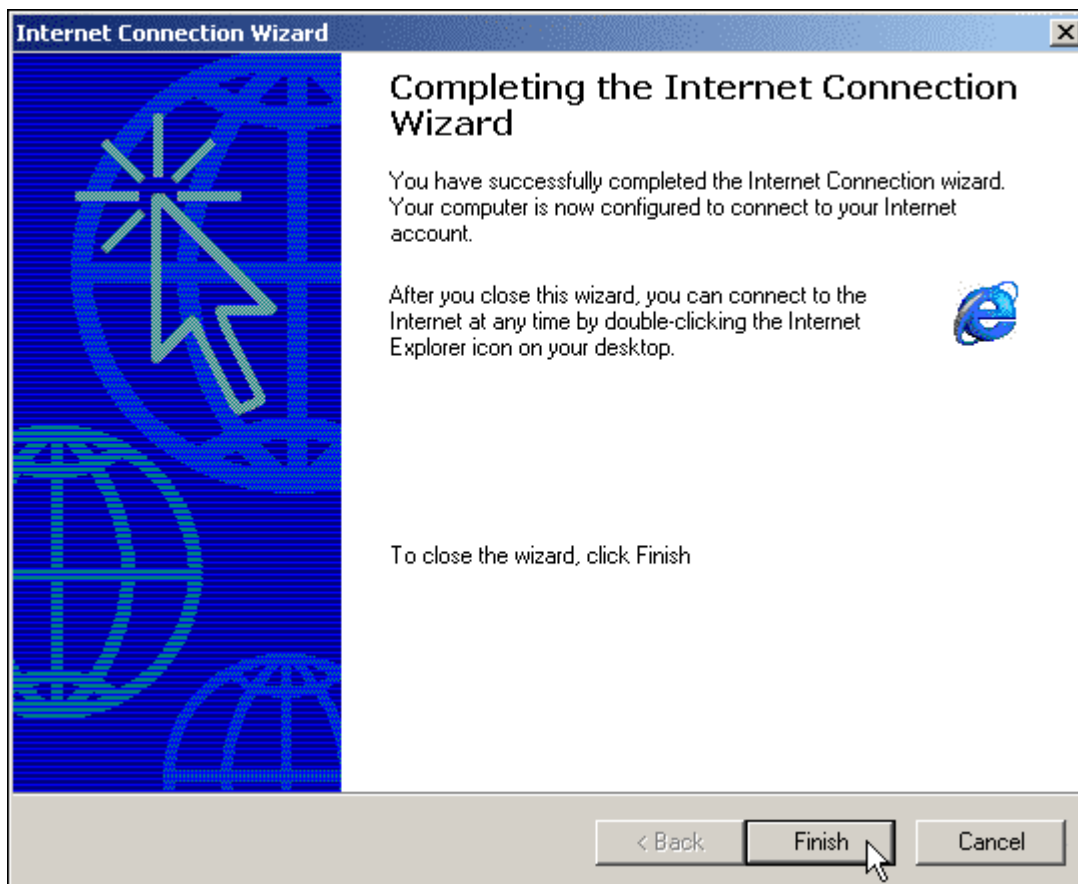 Internet Connection Wizard
Completing the Internet Connection
Wizard
You have successfully completed the Internet Connection wizard.
Your computer is now configured to connect to your Internet
account.
After you close this wizard, you can connect to the
Internet at any time by double-clicking the Internet
Explorer icon on your desktop.
To close the wizard, click Finish
< Back
Finish
Cancel